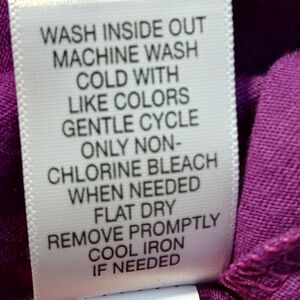 WASH INSIDE OUT
MACHINE WASH
COLD WITH
LIKE COLORS
GENTLE CYCLE
ONLY NON-
CHLORINE BLEACH
WHEN NEEDED
FLAT DRY
REMOVE PROMPTLY
COOL IRON
IF NEEDED